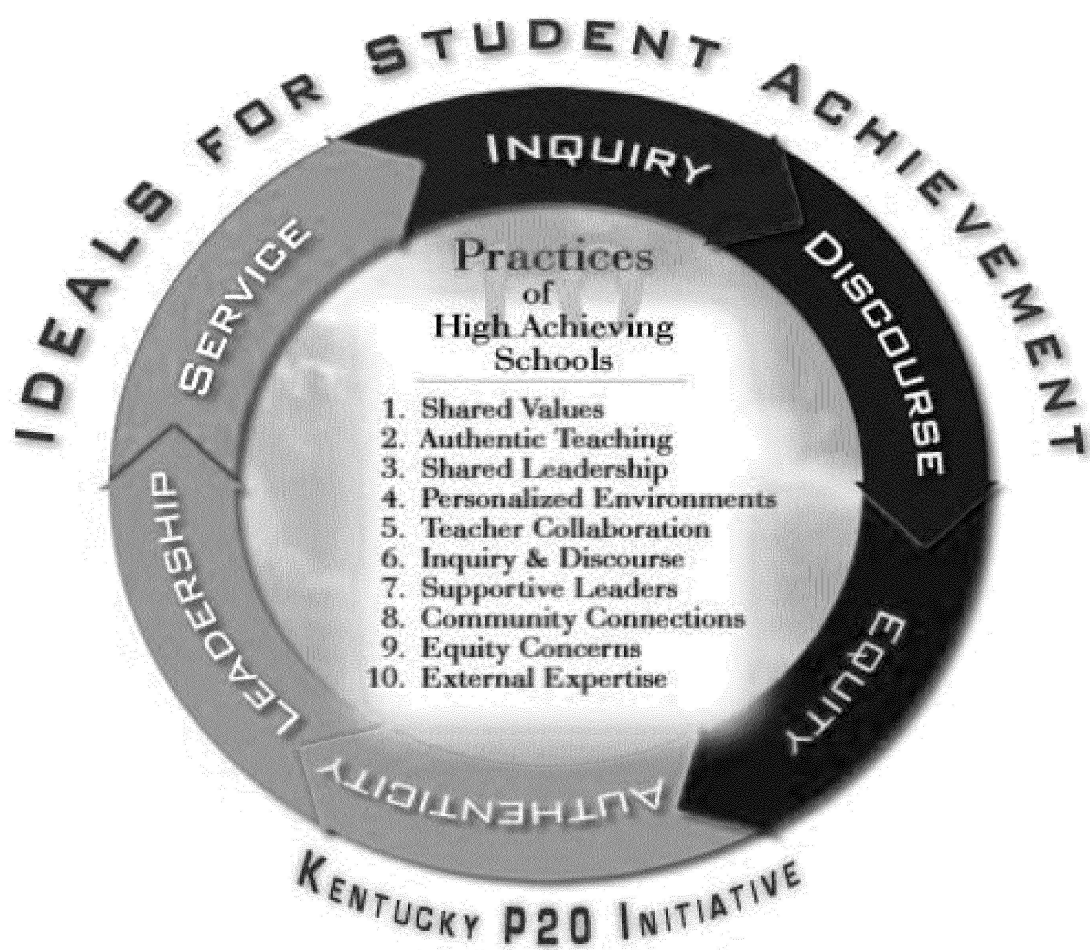 IDEALS FOR STUDENT ACHIEVEMENT
INQUIRY
DISCOURSE
EQUITY
AUTHENTICITY
LEADERSHIP
SERVICE
Practices
of
High Achieving
Schools
1. Shared Values
2. Authentic Teaching
3. Shared Leadership
4. Personalized Environments
5. Teacher Collaboration
6. Inquiry & Discourse
7. Supportive Leaders
8. Community Connections
9. Equity Concerns
10. External Expertise
KENTUCKY P20 INITIATIVE